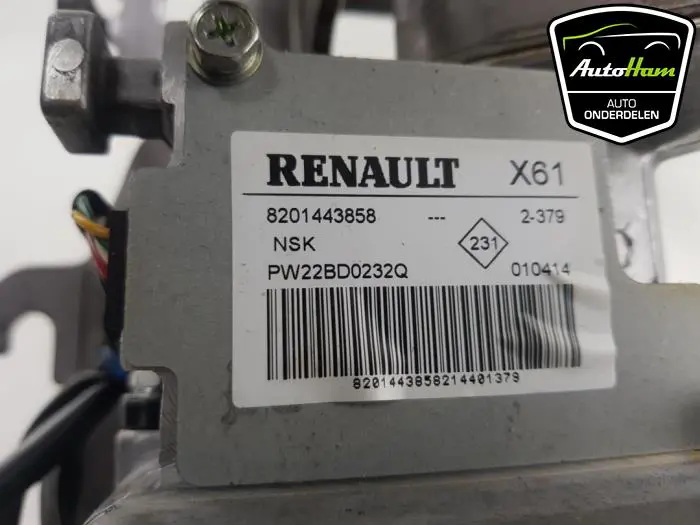 AutoHam
AUTO
ONDERDELEN
RENAULT X61
8201443858 --- 2-379
NSK 231
PW22BD0232Q 010414
8201443858214401379